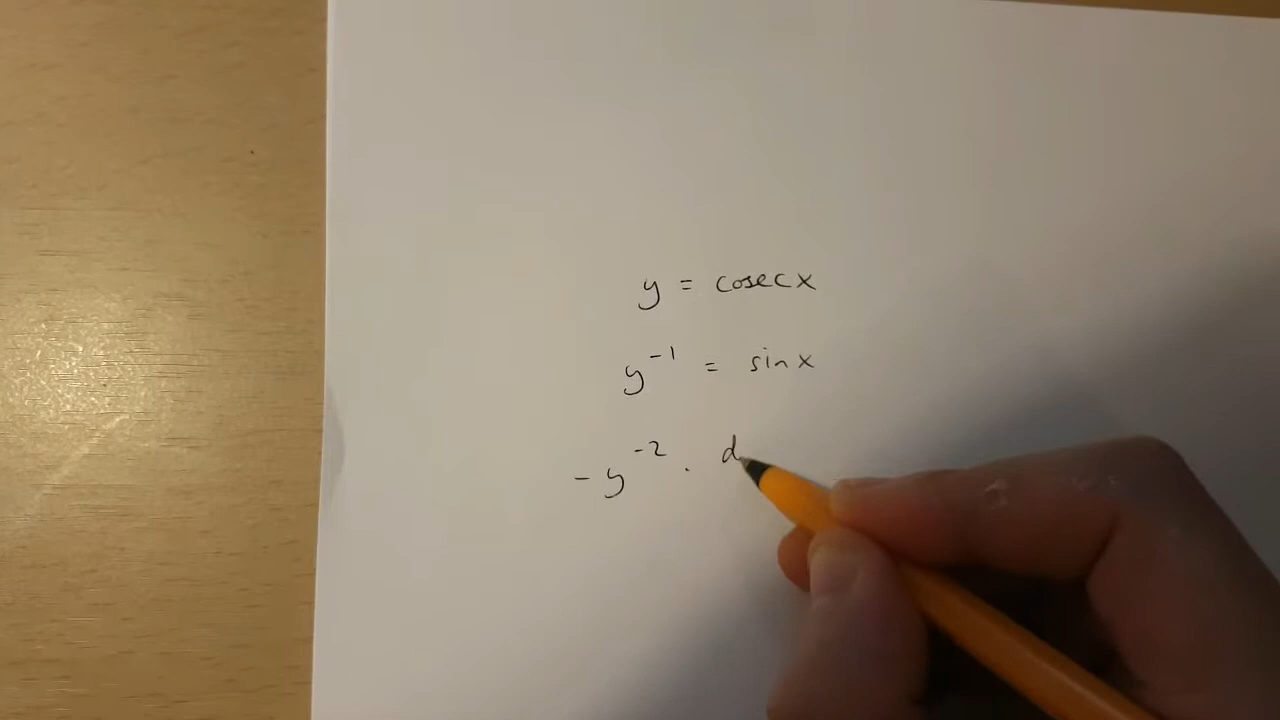 y = cosec x
y⁻¹ = sin x
-y⁻² . d